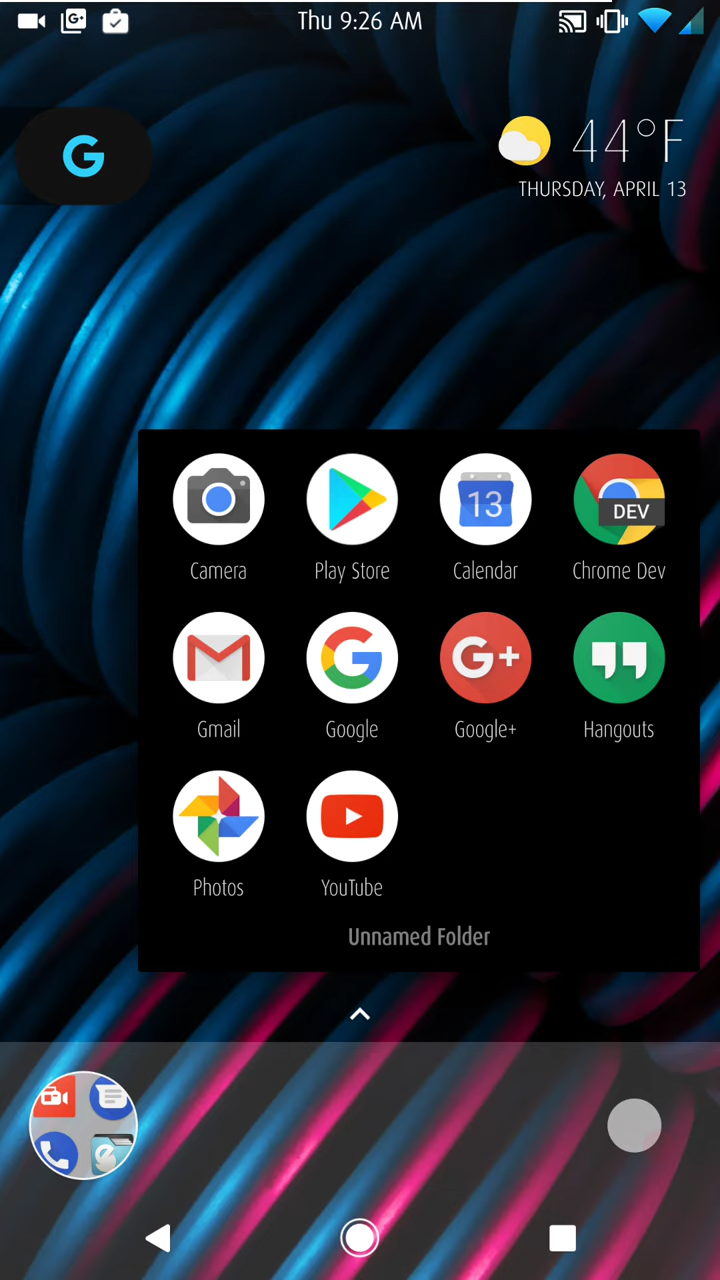 G+
Thu 9:26 AM
G
44°F
THURSDAY, APRIL 13
13
DEV
Camera
Play Store
Calendar
Chrome Dev
G
G+
Gmail
Google
Google+
Hangouts
Photos
YouTube
Unnamed Folder